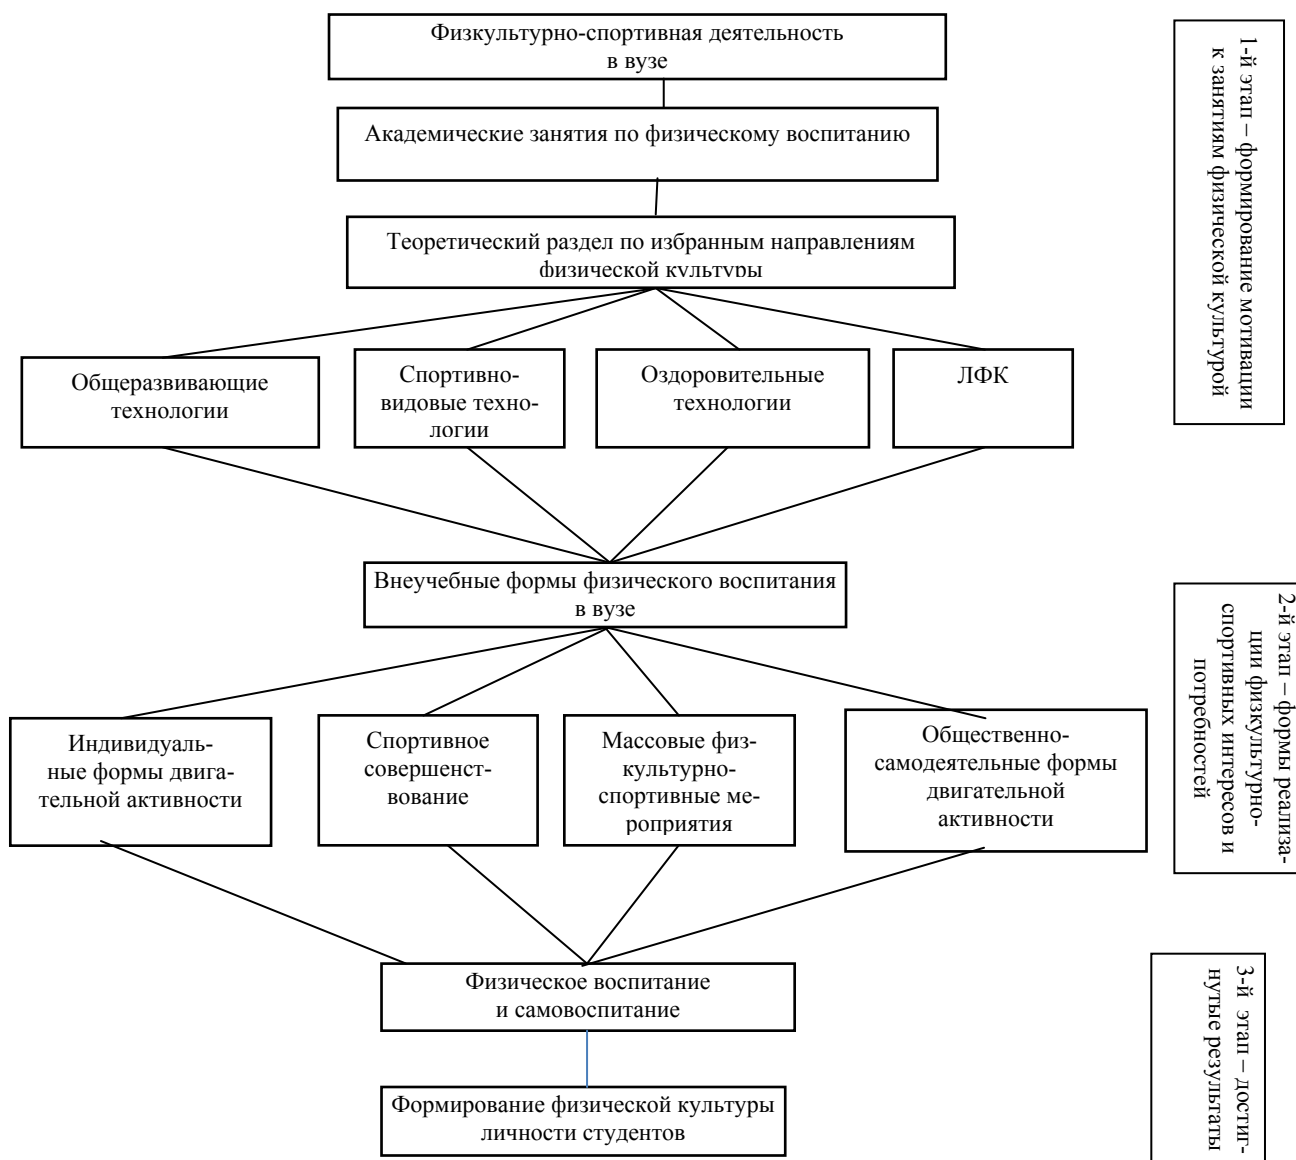 Физкультурно-спортивная деятельность
в вузе
Академические занятия по физическому воспитанию
Теоретический раздел по избранным направлениям
физической культуры
Общеразвивающие
технологии
Спортивно-
видовые техно-
логии
Оздоровительные
технологии
ЛФК
1-й этап – формирование мотивации
к занятиям физической культурой
Внеучебные формы физического воспитания
в вузе
Индивидуаль-
ные формы двига-
тельной активности
Спортивное
совершенст-
вование
Массовые физ-
культурно-
спортивные ме-
роприятия
Общественно-
самодеятельные формы
двигательной
активности
2-й этап – формы реализа-
ции физкультурно-
спортивных интересов и
потребностей
Физическое воспитание
и самовоспитание
Формирование физической культуры
личности студентов
3-й этап – достиг-
нутые результаты